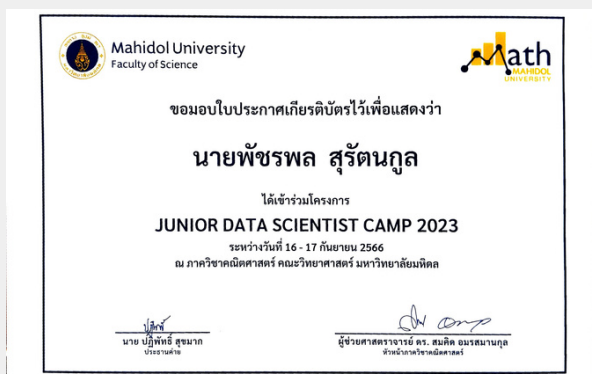 Mahidol University
Faculty of Science
Math
MAHIDOL
UNIVERSITY
ขอมอบใบประกาศเกียรติบัตรไว้เพื่อแสดงว่า
นายพัชรพล สุรัตนกูล
ได้เข้าร่วมโครงการ
JUNIOR DATA SCIENTIST CAMP 2023
ระหว่างวันที่ 16 - 17 กันยายน 2566
ณ ภาควิชาคณิตศาสตร์ คณะวิทยาศาสตร์ มหาวิทยาลัยมหิดล
นาย ปฏิพัทธิ์ สุขมาก
ประธานค่าย
ผู้ช่วยศาสตราจารย์ ดร. สมคิด อมรสมานกุล
หัวหน้าภาควิชาคณิตศาสตร์